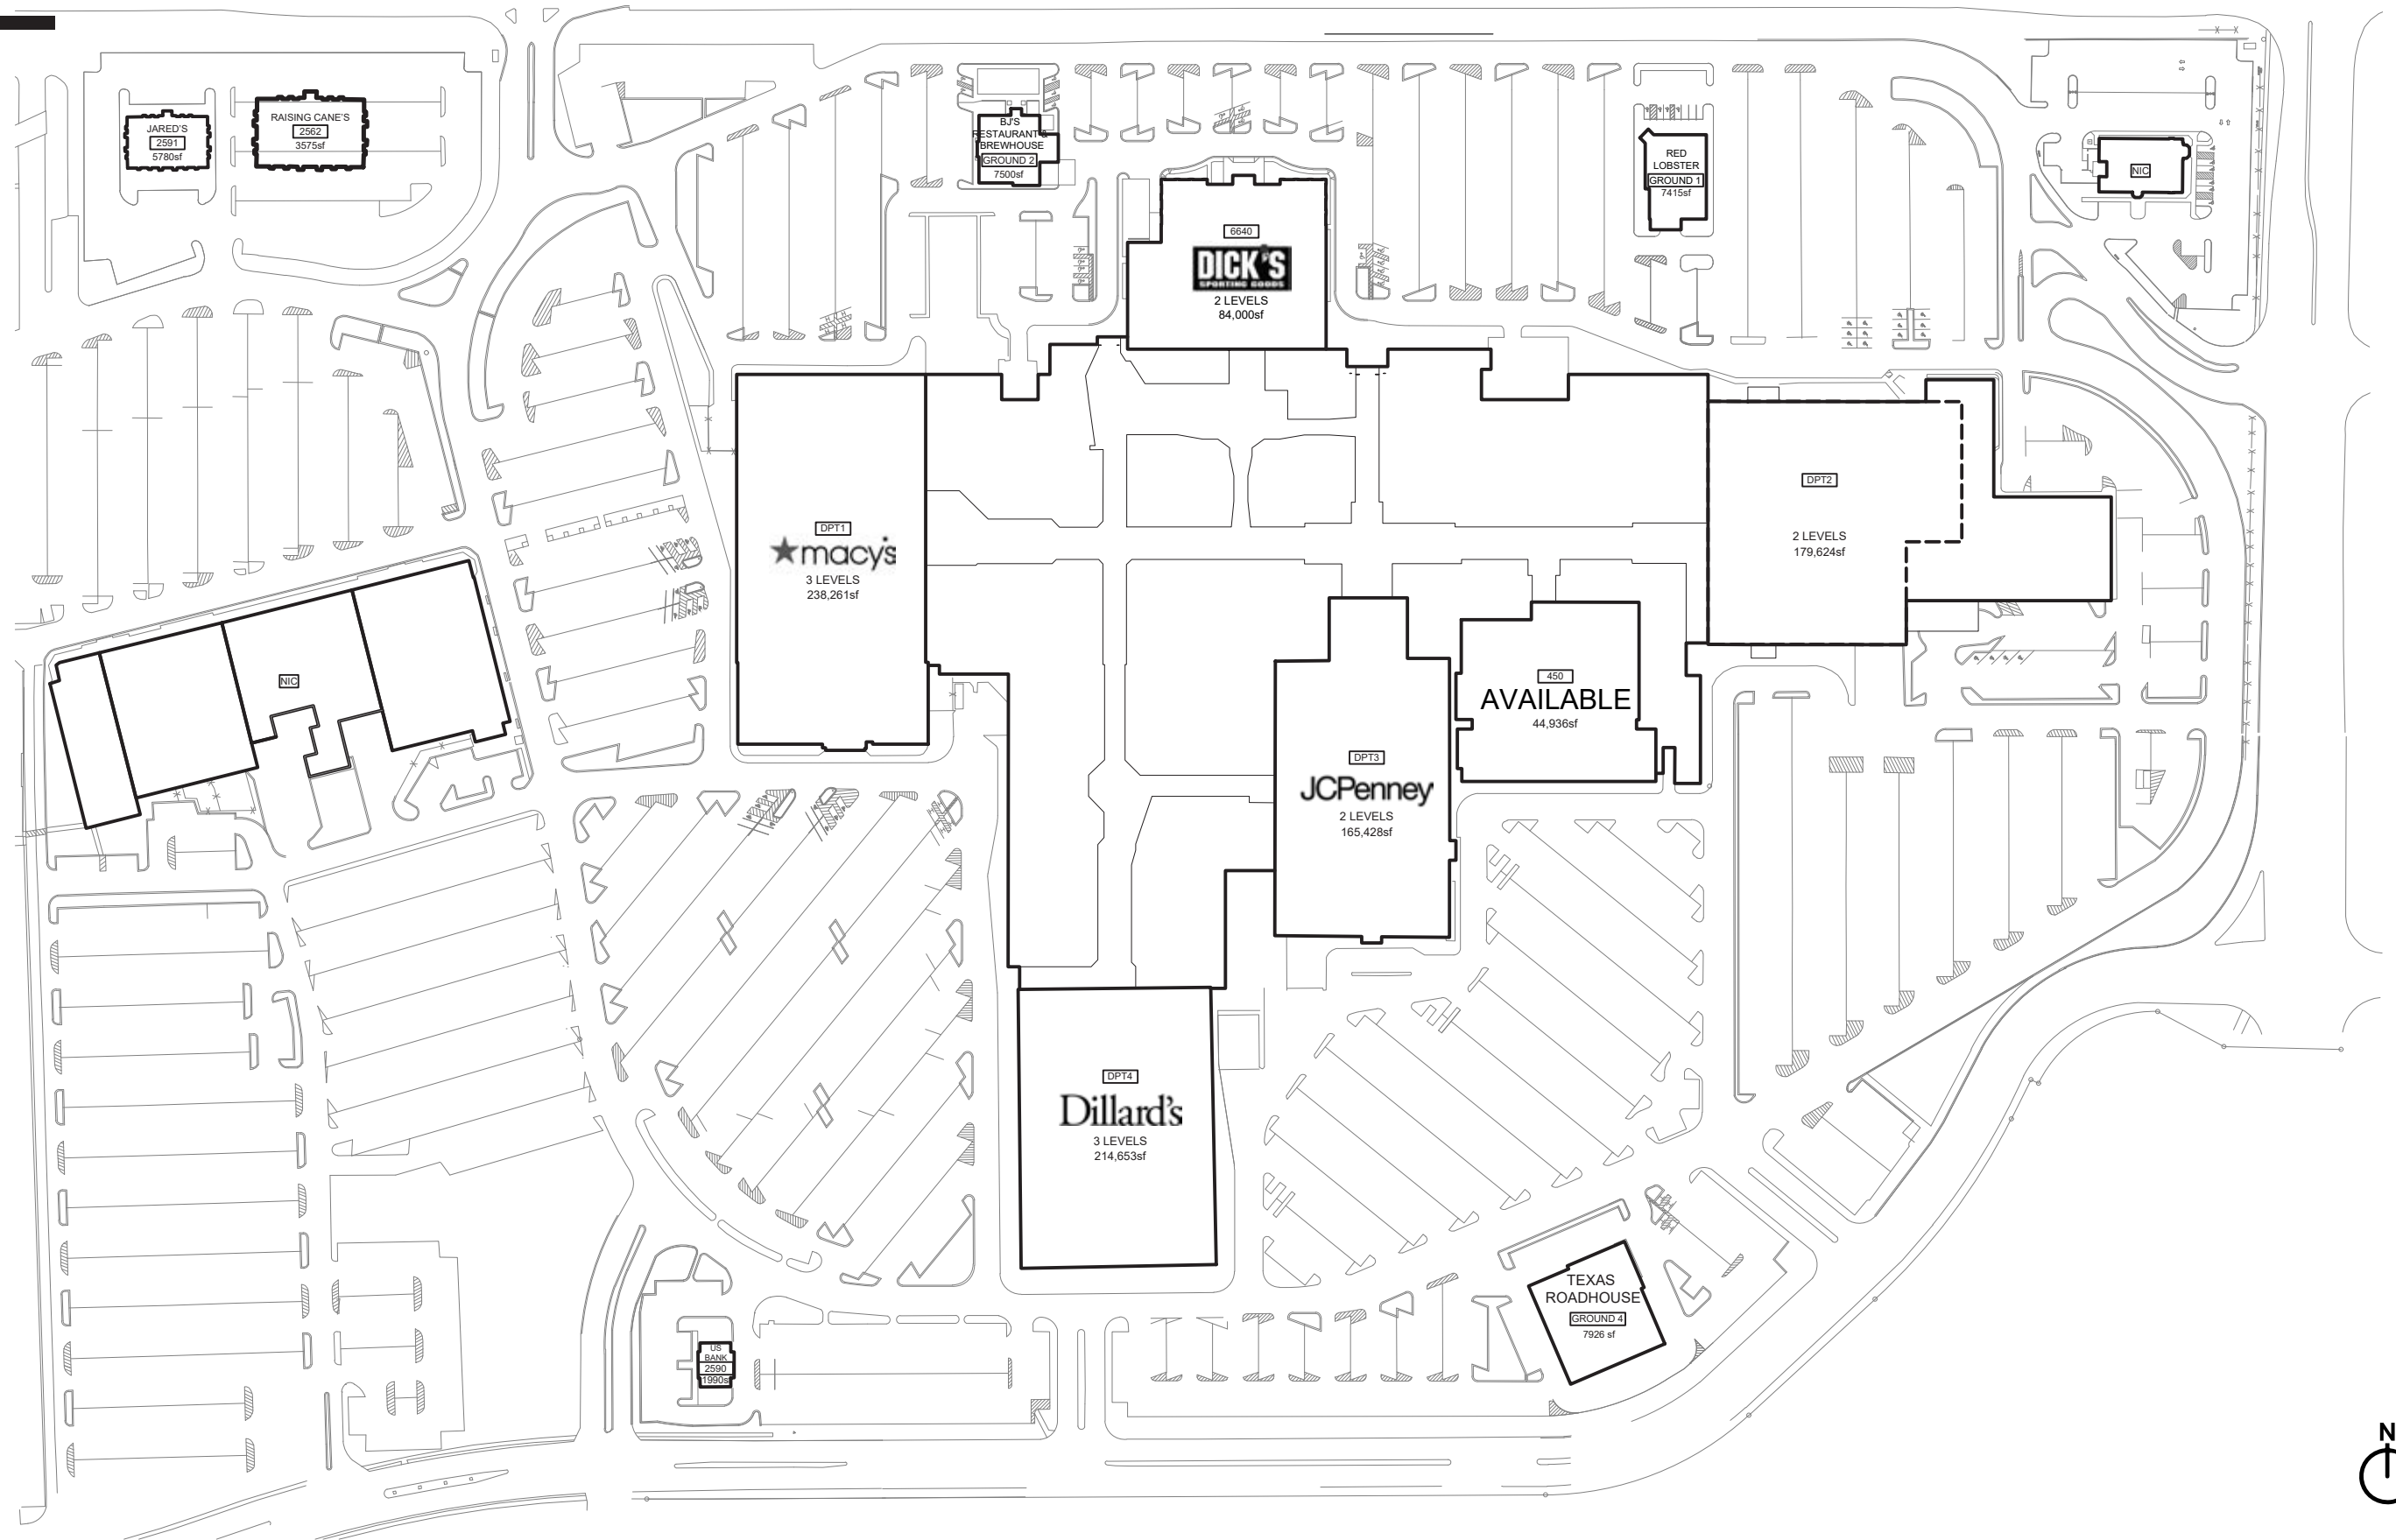 JARED'S
2591
5780sf
RAISING CANE'S
2562
3575sf
BJ'S
RESTAURANT &
BREWHOUSE
GROUND 2
7500sf
RED
LOBSTER
GROUND 1
7415sf
NIC
6640
DICK'S
SPORTING GOODS
2 LEVELS
84,000sf
DPT1
macy's
3 LEVELS
238,261sf
DPT2
2 LEVELS
179,624sf
NIC
450
AVAILABLE
44,936sf
DPT3
JCPenney
2 LEVELS
165,428sf
DPT4
Dillard's
3 LEVELS
214,653sf
TEXAS
ROADHOUSE
GROUND 4
7926 sf
US
BANK
2590
1990sf
N